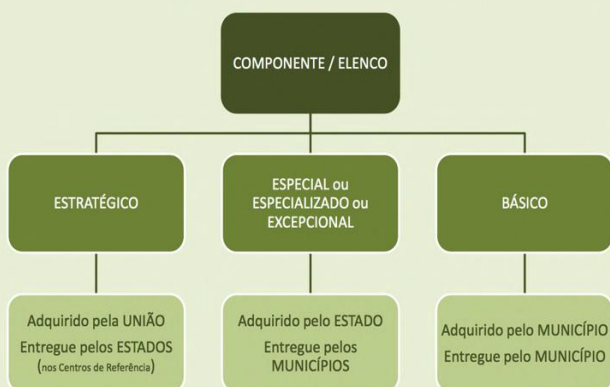 COMPONENTE / ELENCO
ESTRATÉGICO
ESPECIAL ou
ESPECIALIZADO ou
EXCEPCIONAL
BÁSICO
Adquirido pela UNIÃO
Entregue pelos ESTADOS
(nos Centros de Referência)
Adquirido pelo ESTADO
Entregue pelos
MUNICÍPIOS
Adquirido pelo MUNICÍPIO
Entregue pelo MUNICÍPIO